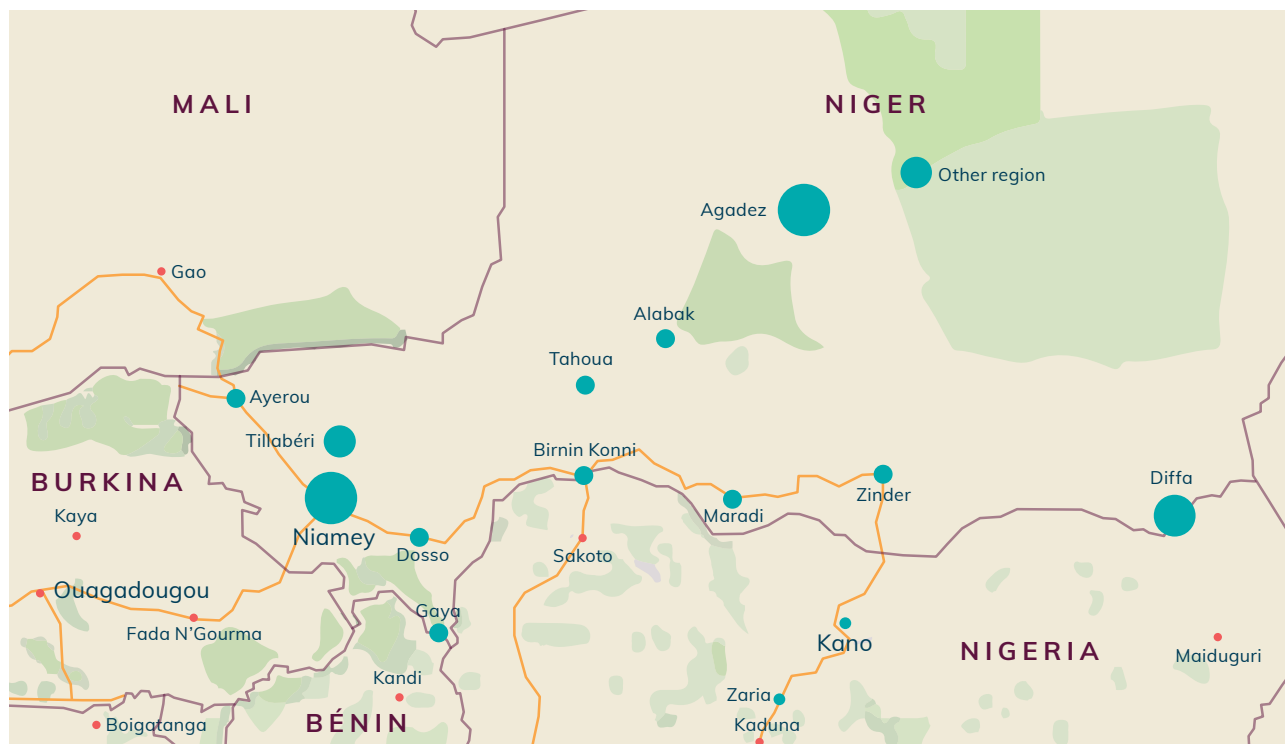 MALI
NIGER
Other region
Agadez
Gao
Alabak
Tahoua
Ayerou
Tillabéri
Birnin Konni
BURKINA
Diffa
Zinder
Kaya
Maradi
Niamey
Dosso
Sakoto
Ouagadougou
Gaya
Fada N’Gourma
Kano
NIGERIA
Maiduguri
Kandi
Zaria
BÉNIN
Boigatanga
Kaduna